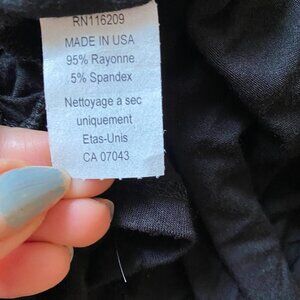 RN116209
MADE IN USA
95% Rayonne
5% Spandex
Nettoyage a sec
uniquement
Etas-Unis
CA 07043